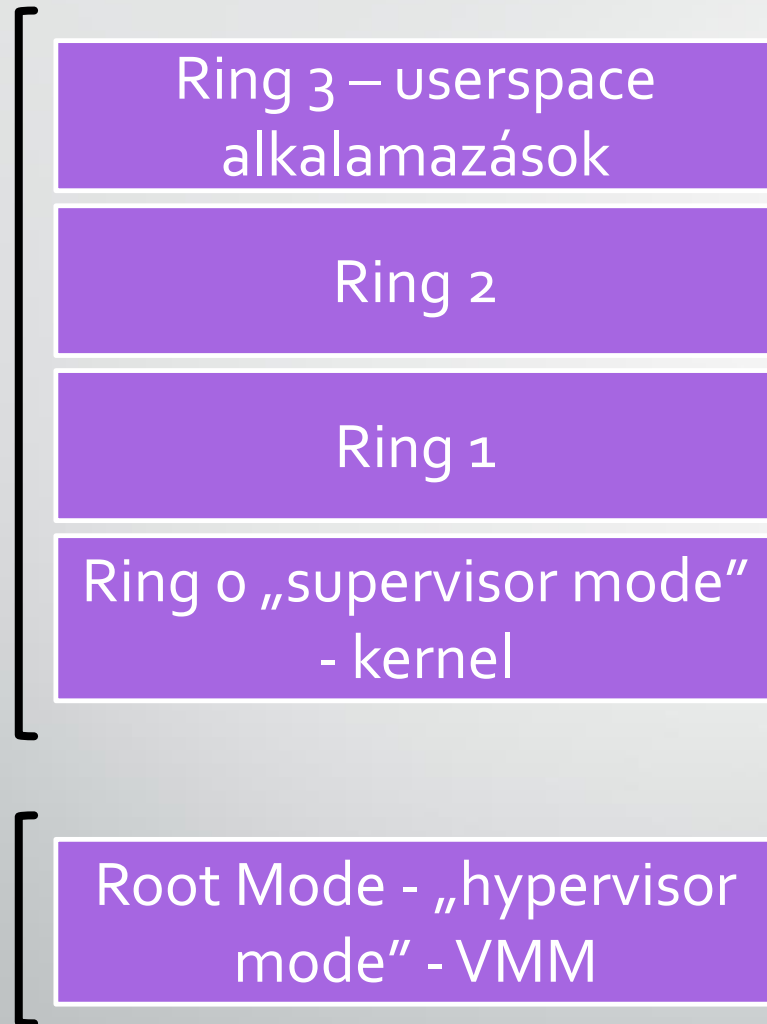 Ring 3 – userspace
alkalamazások
Ring 2
Ring 1
Ring 0 „supervisor mode”
- kernel
Root Mode - „hypervisor
mode” - VMM